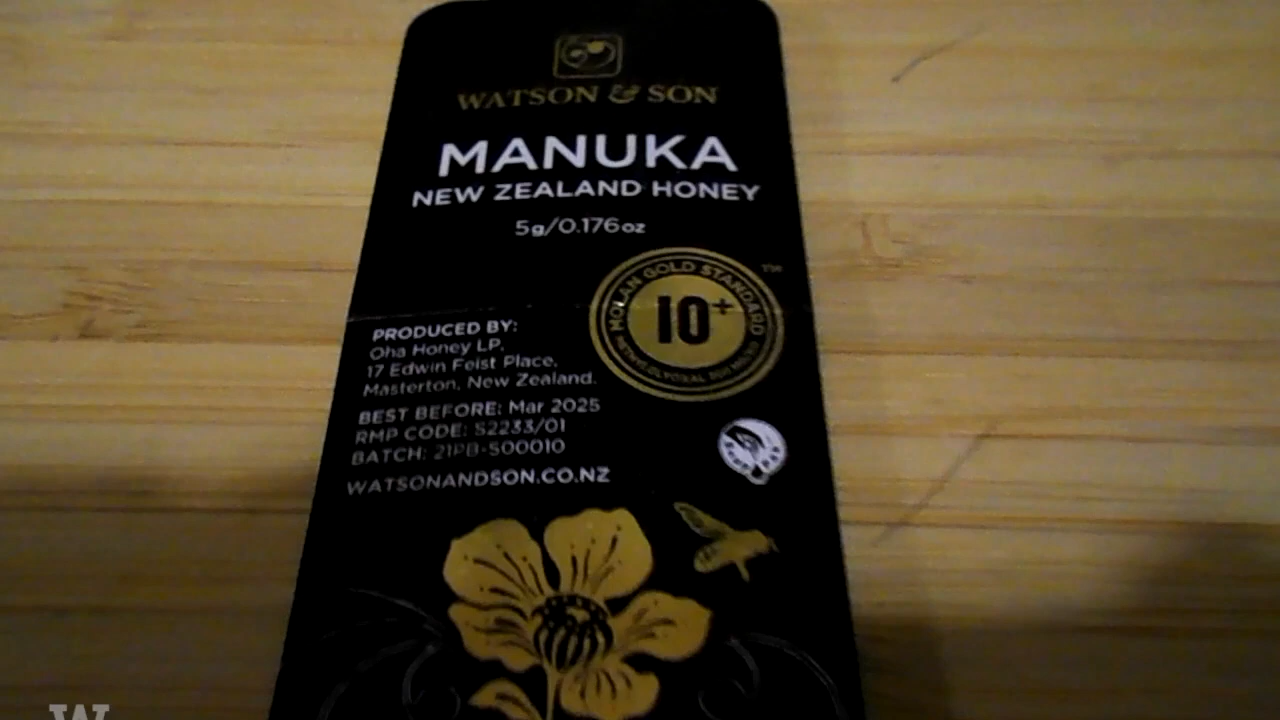 WATSON & SON
MANUKA
NEW ZEALAND HONEY
5g/0.176oz
MOLAN GOLD STANDARD
TM
10+
PRODUCED BY:
Oha Honey LP,
17 Edwin Feist Place,
Masterton, New Zealand.
BEST BEFORE: Mar 2025
RMP CODE: S2233/01
BATCH: 21PB-S00010
WATSONANDSON.CO.NZ
W